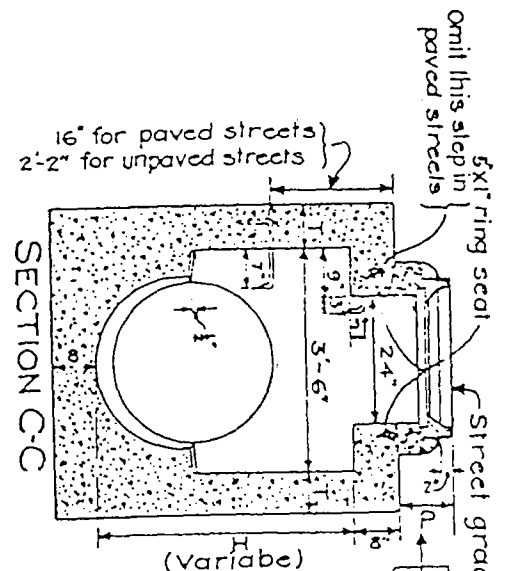 omit this step in
paved streets
5"x1" ring seal
Street grad
16" for paved streets
2'-2" for unpaved streets
T
7"
9"
5"
24"
3'-6"
T
2"
P
8"
H
(Variabe)
8"
SECTION C-C